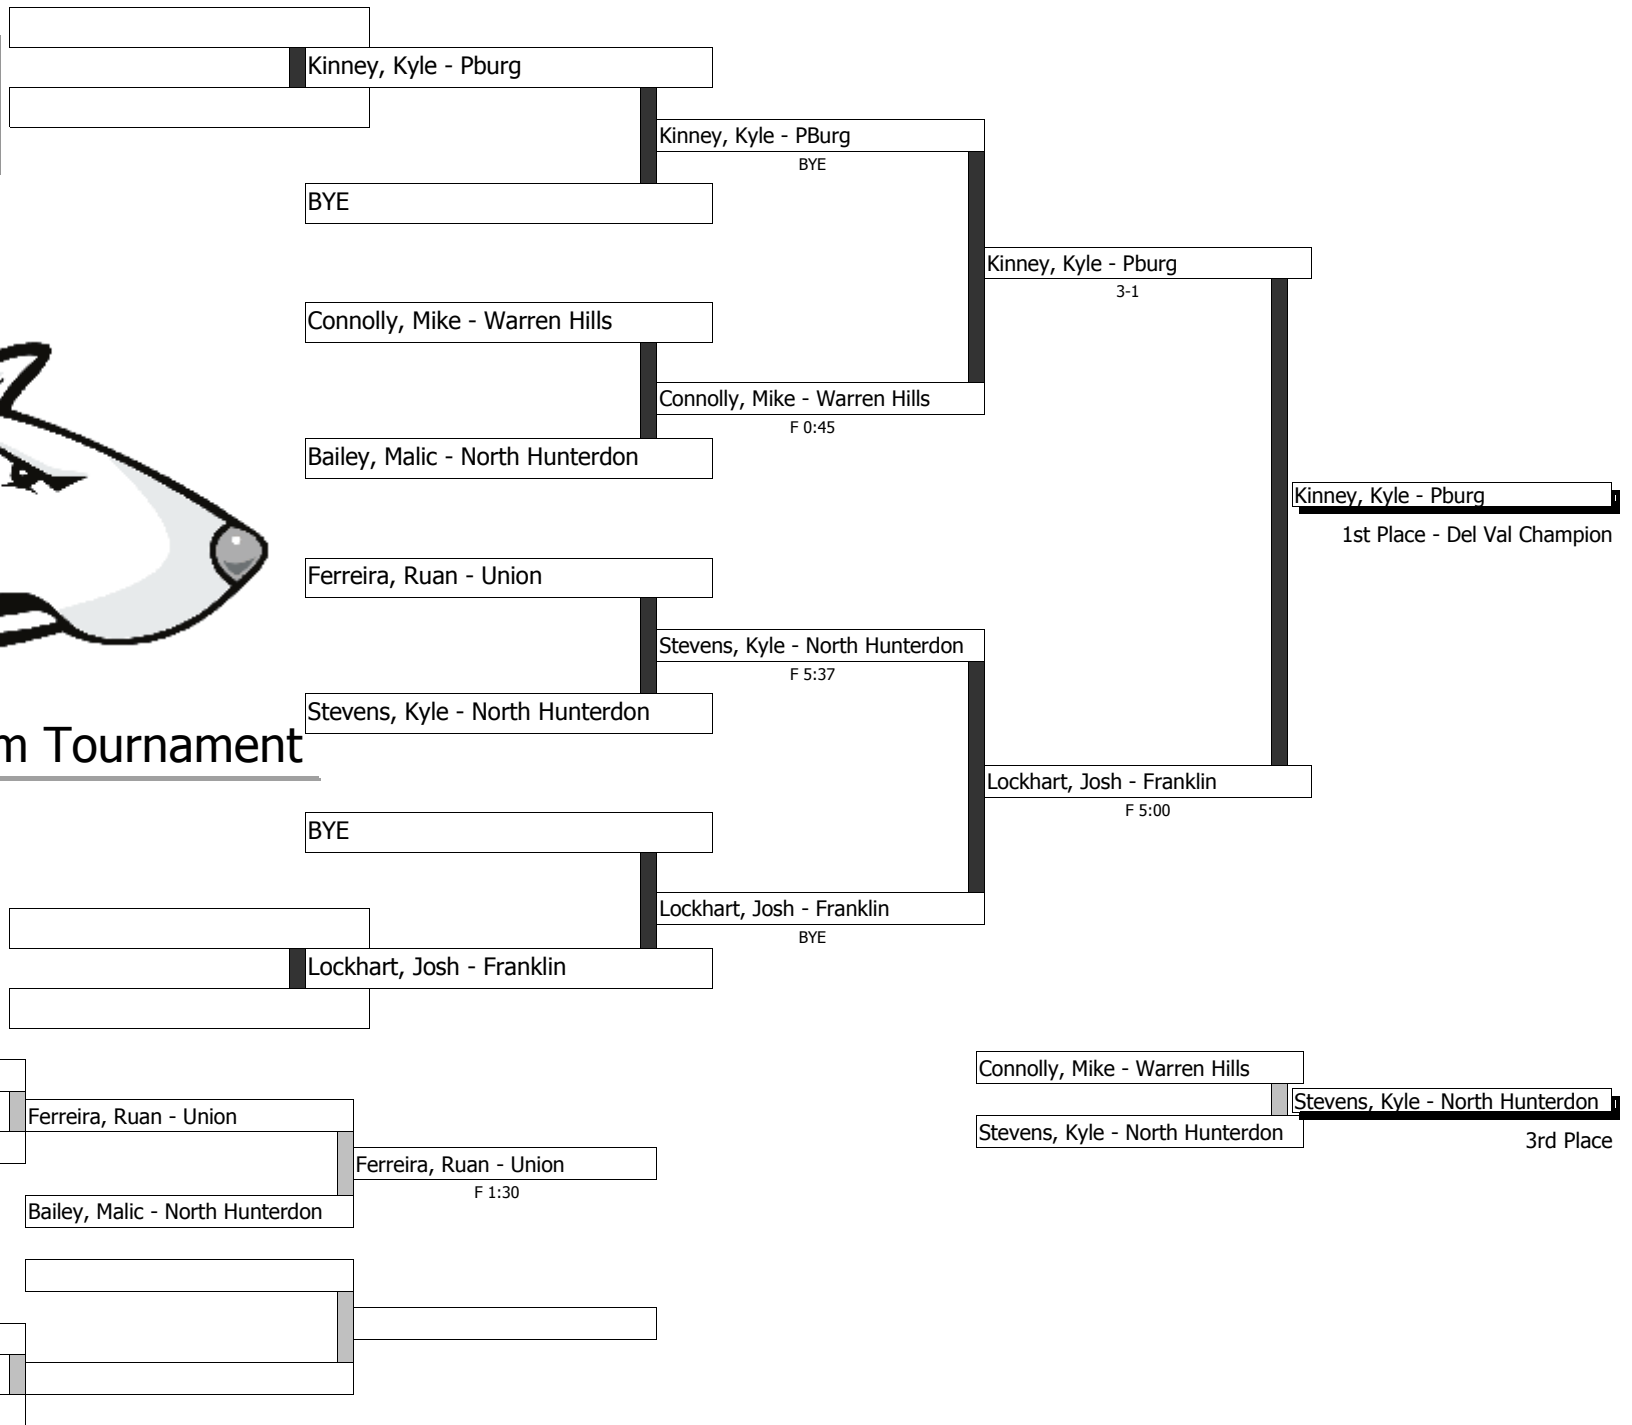 Kinney, Kyle - Pburg
Kinney, Kyle - PBurg
BYE
BYE
Kinney, Kyle - Pburg
3-1
Connolly, Mike - Warren Hills
Connolly, Mike - Warren Hills
F 0:45
Bailey, Malic - North Hunterdon
Kinney, Kyle - Pburg
1st Place - Del Val Champion
Ferreira, Ruan - Union
Stevens, Kyle - North Hunterdon
F 5:37
Stevens, Kyle - North Hunterdon
m Tournament
Lockhart, Josh - Franklin
F 5:00
BYE
Lockhart, Josh - Franklin
BYE
Lockhart, Josh - Franklin
Connolly, Mike - Warren Hills
Stevens, Kyle - North Hunterdon
Stevens, Kyle - North Hunterdon
3rd Place
Ferreira, Ruan - Union
Ferreira, Ruan - Union
F 1:30
Bailey, Malic - North Hunterdon